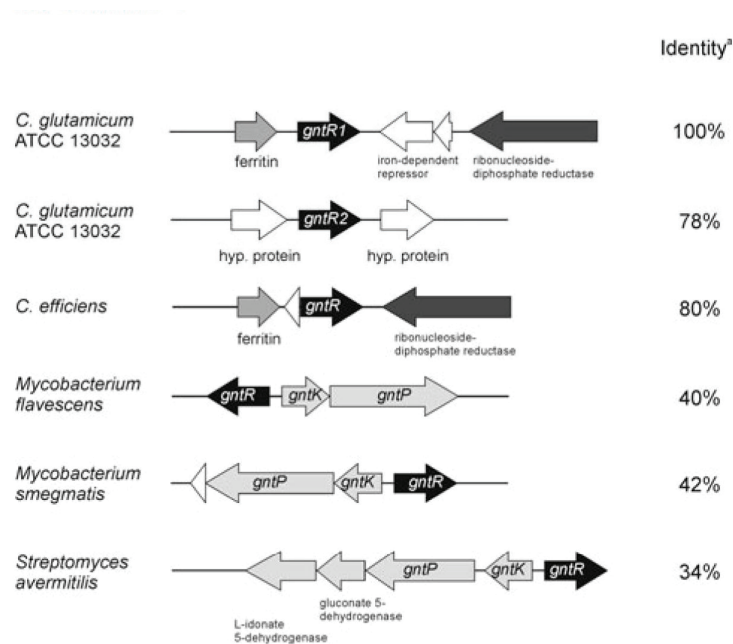 Identityª
C. glutamicum
ATCC 13032
gntR1
100%
ferritin
iron-dependent
repressor
ribonucleoside-
diphosphate reductase
C. glutamicum
ATCC 13032
gntR2
78%
hyp. protein
hyp. protein
C. efficiens
gntR
80%
ferritin
ribonucleoside-
diphosphate reductase
Mycobacterium
flavescens
gntR
gntK
gntP
40%
Mycobacterium
smegmatis
gntP
gntK
gntR
42%
Streptomyces
avermitilis
gntP
gntK
gntR
34%
gluconate 5-
dehydrogenase
L-idonate
5-dehydrogenase